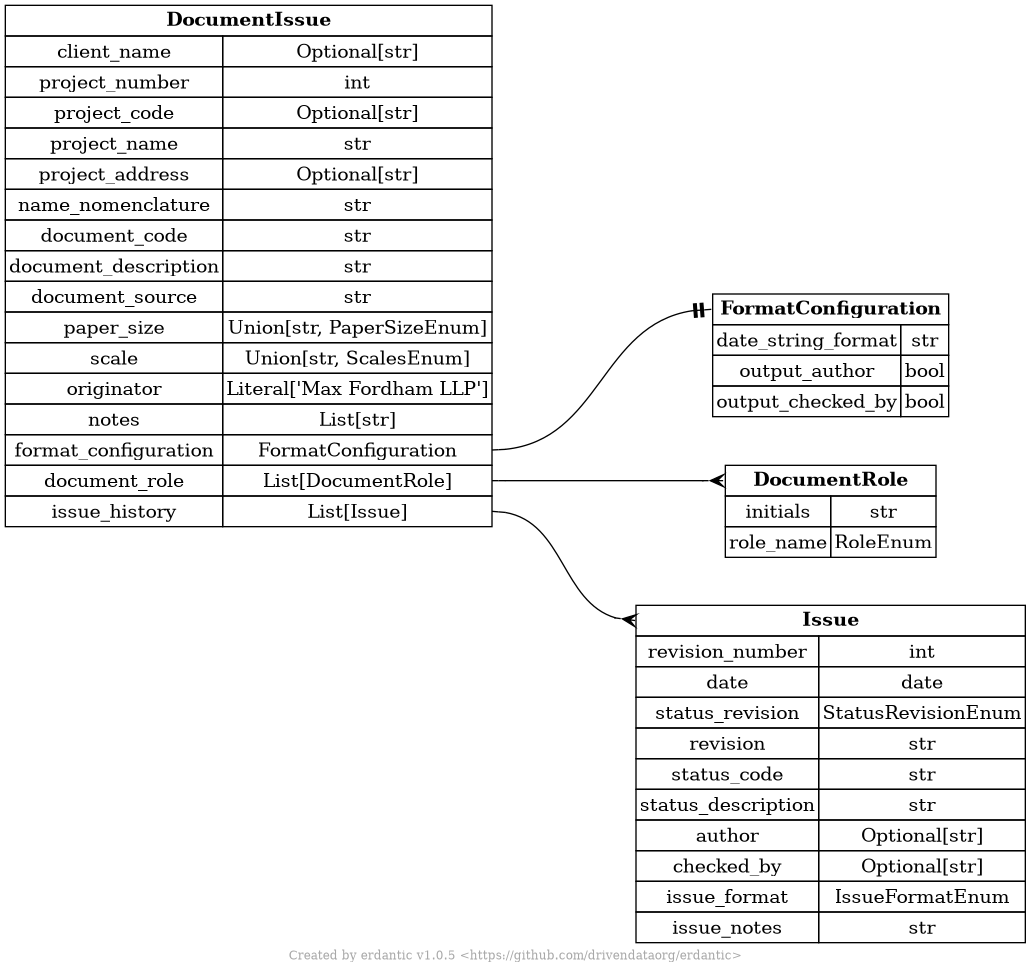 DocumentIssue
client_name Optional[str]
project_number int
project_code Optional[str]
project_name str
project_address Optional[str]
name_nomenclature str
document_code str
document_description str
document_source str
paper_size Union[str, PaperSizeEnum]
scale Union[str, ScalesEnum]
originator Literal['Max Fordham LLP']
notes List[str]
format_configuration FormatConfiguration
document_role List[DocumentRole]
issue_history List[Issue]
FormatConfiguration
date_string_format str
output_author bool
output_checked_by bool
DocumentRole
initials str
role_name RoleEnum
Issue
revision_number int
date date
status_revision StatusRevisionEnum
revision str
status_code str
status_description str
author Optional[str]
checked_by Optional[str]
issue_format IssueFormatEnum
issue_notes str
Created by erdantic v1.0.5 <https://github.com/drivendataorg/erdantic>